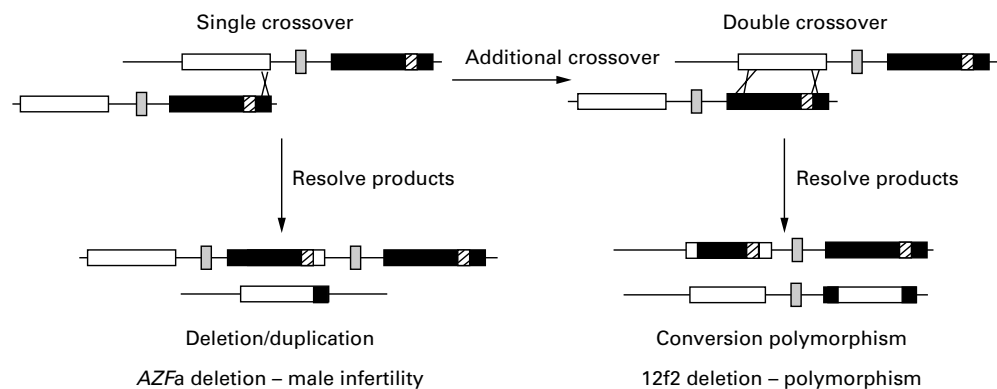 Single crossover
Double crossover
Additional crossover
Resolve products
Resolve products
Deletion/duplication
Conversion polymorphism
AZFa deletion – male infertility
12f2 deletion – polymorphism